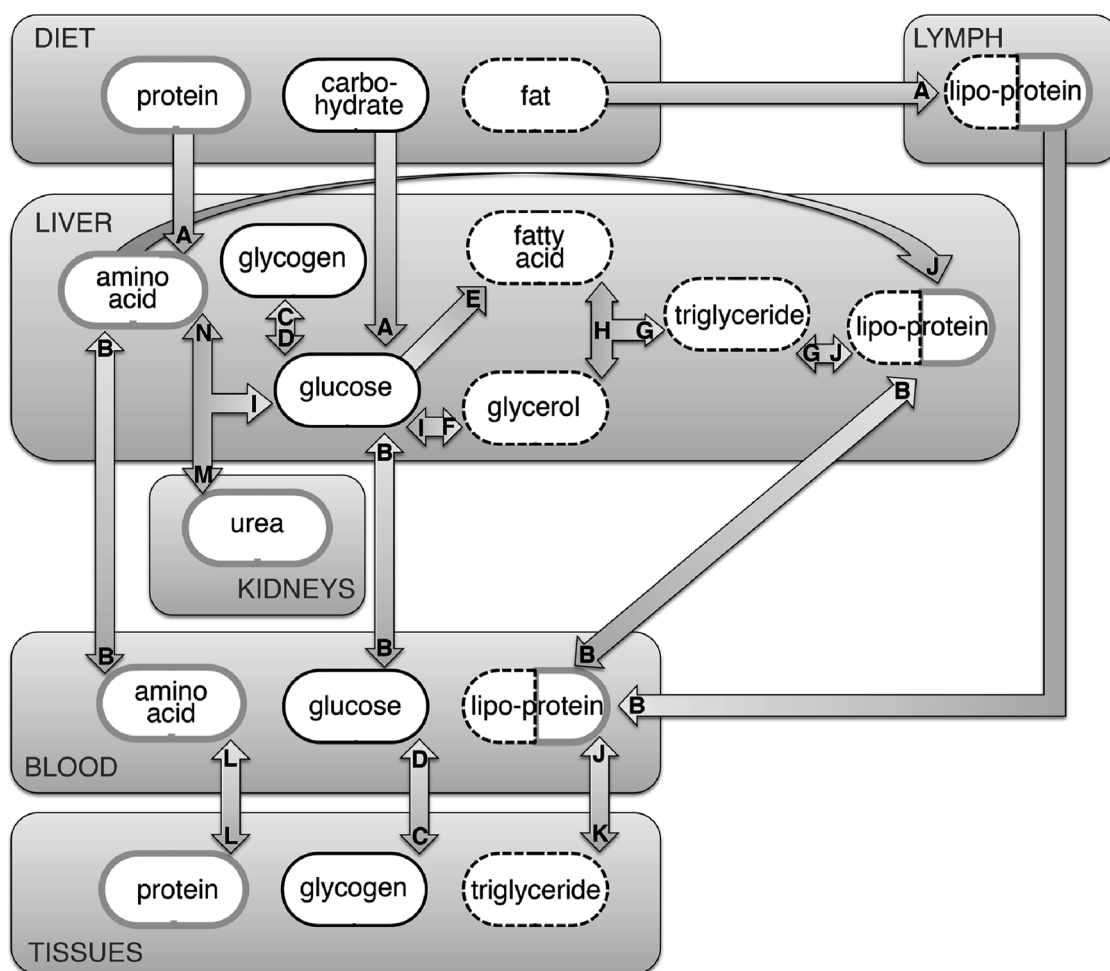 DIET
LYMPH
protein
carbo-
hydrate
fat
A
lipo-protein
A
LIVER
glycogen
fatty
acid
amino
acid
J
C
E
triglyceride
lipo-protein
B
N
D
A
H
G
G
J
glucose
glycerol
I
I
F
B
B
M
urea
KIDNEYS
B
B
B
amino
acid
glucose
lipo-protein
B
BLOOD
L
D
J
L
C
K
protein
glycogen
triglyceride
TISSUES